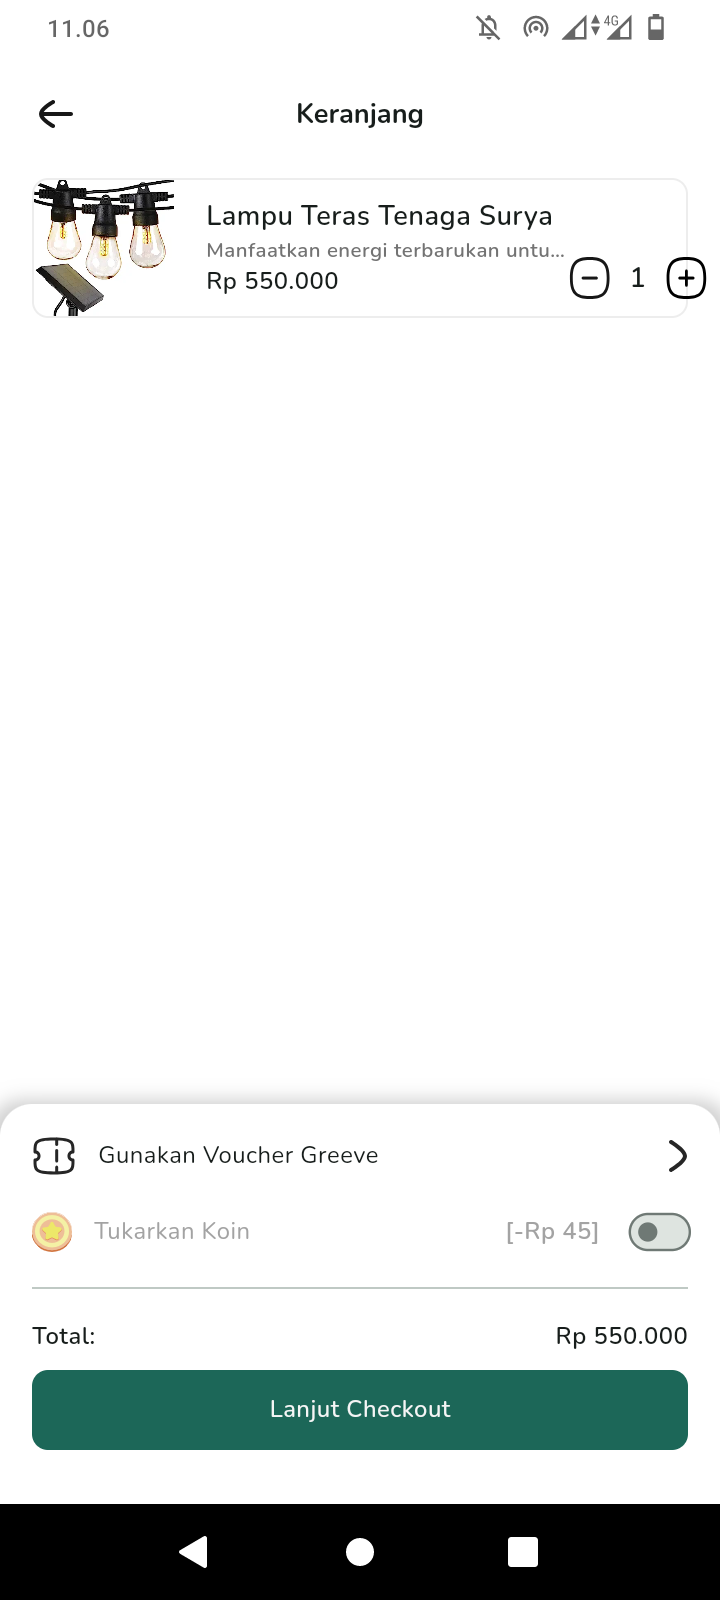 11.06
4G
Keranjang
Lampu Teras Tenaga Surya
Manfaatkan energi terbarukan untu...
Rp 550.000
1
Gunakan Voucher Greeve
Tukarkan Koin [-Rp 45]
Total: Rp 550.000
Lanjut Checkout